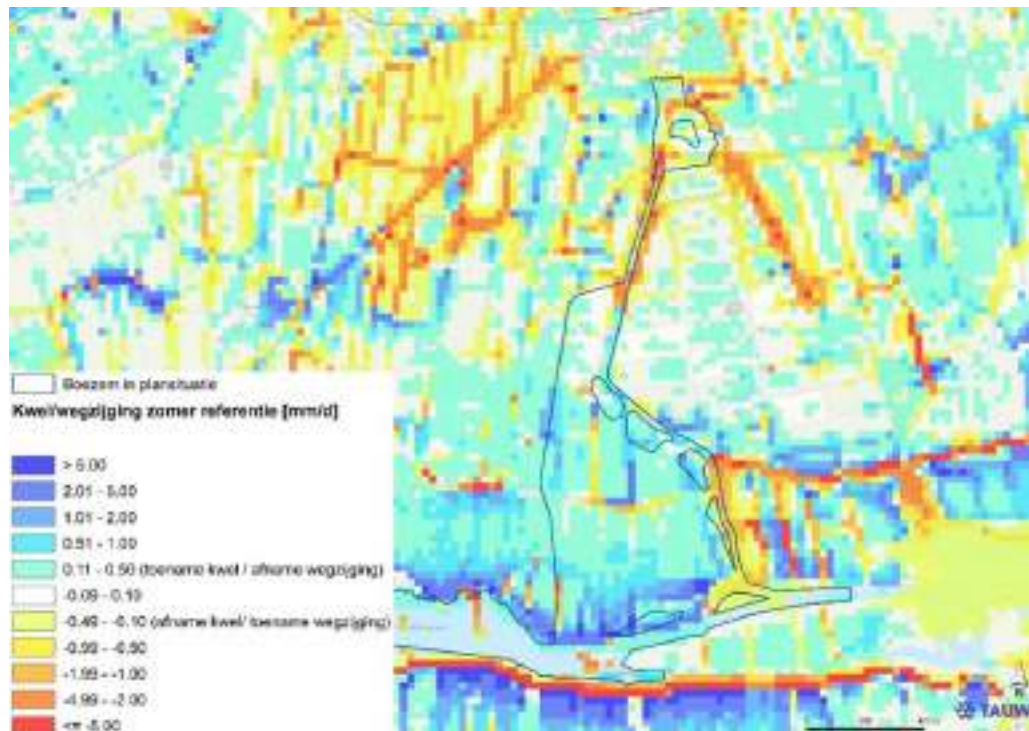 Boezem in plansituatie
Kwel/wegzijging zomer referentie [mm/d]
> 5.00
2.01 - 5.00
1.01 - 2.00
0.51 - 1.00
0.11 - 0.50 (toename kwel / afname wegzijging)
-0.09 - 0.10
-0.49 - -0.10 (afname kwel/ toename wegzijging)
-0.99 - -0.50
-1.99 - -1.00
-4.99 - -2.00
<= -5.00
N
TAUW